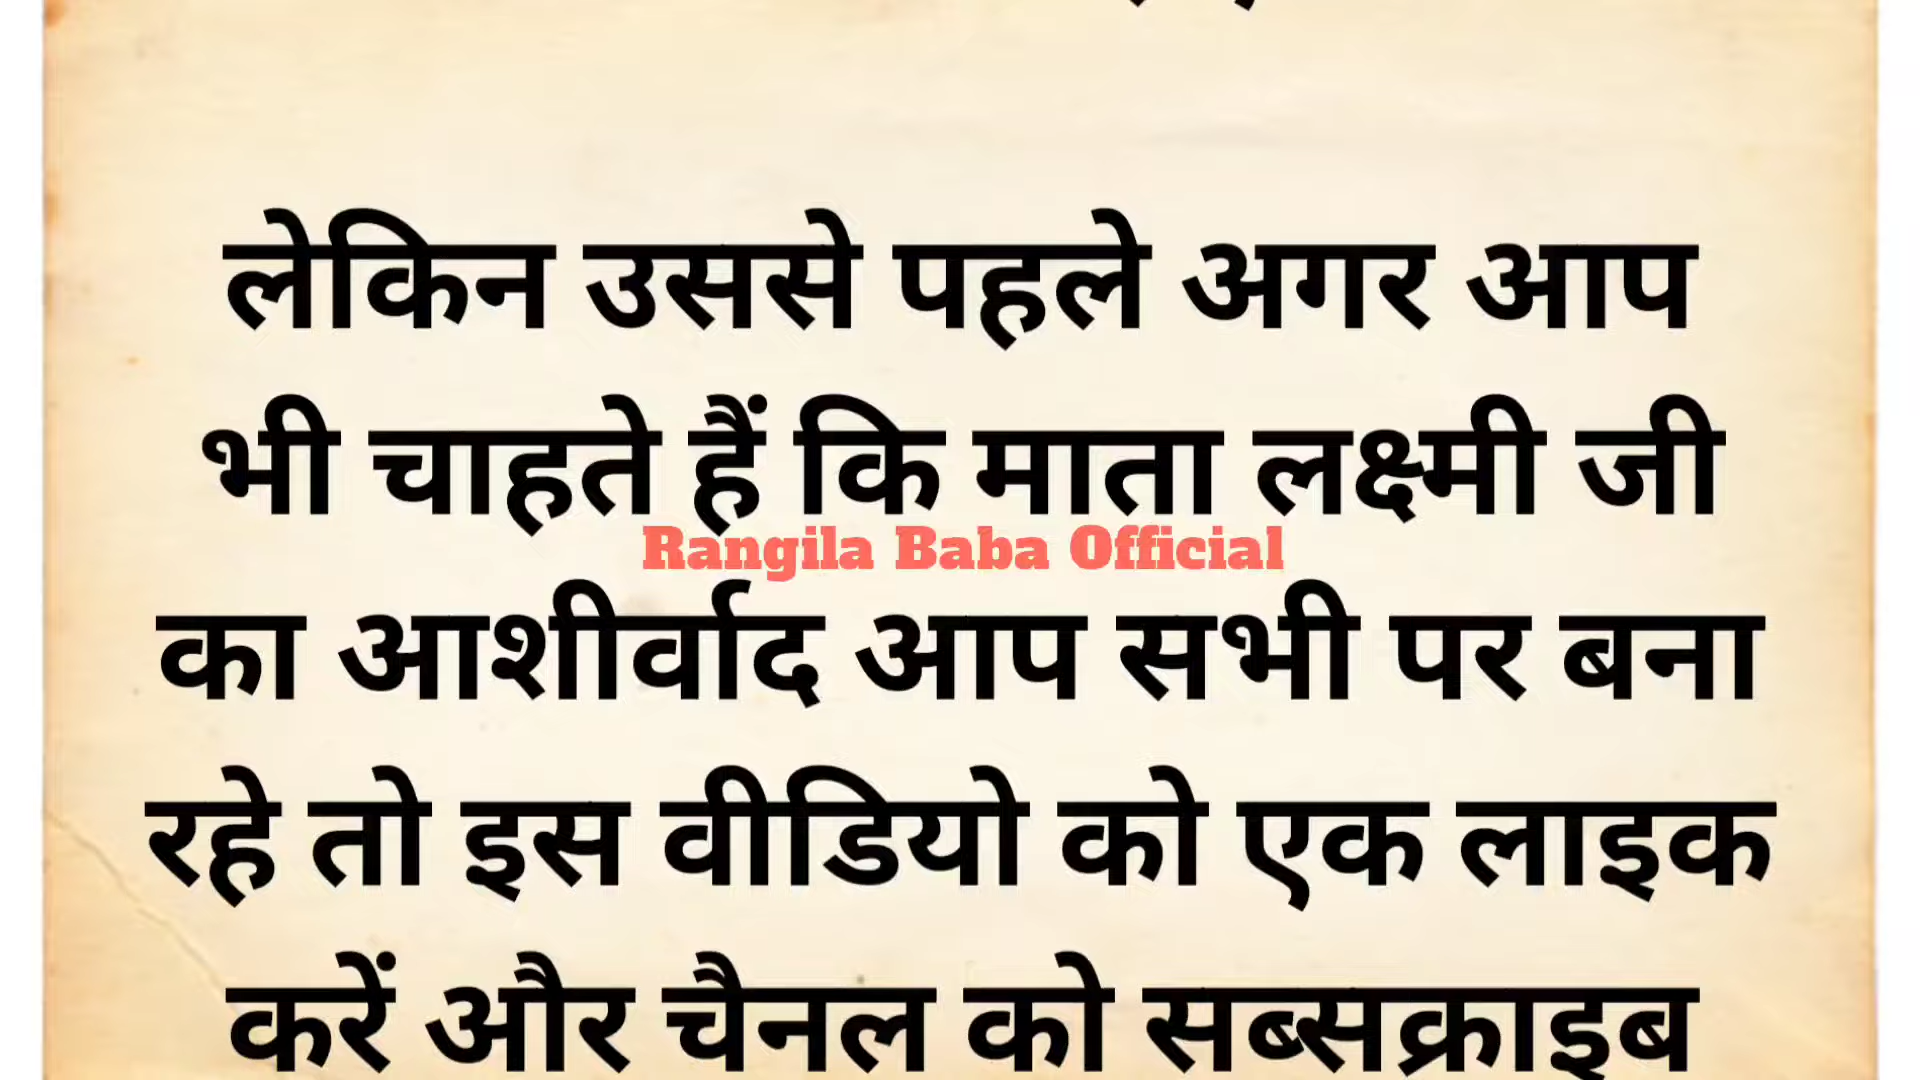 लेकिन उससे पहले अगर आप
भी चाहते हैं कि माता लक्ष्मी जी
Rangila Baba Official
का आशीर्वाद आप सभी पर बना
रहे तो इस वीडियो को एक लाइक
करें और चैनल को सब्सक्राइब